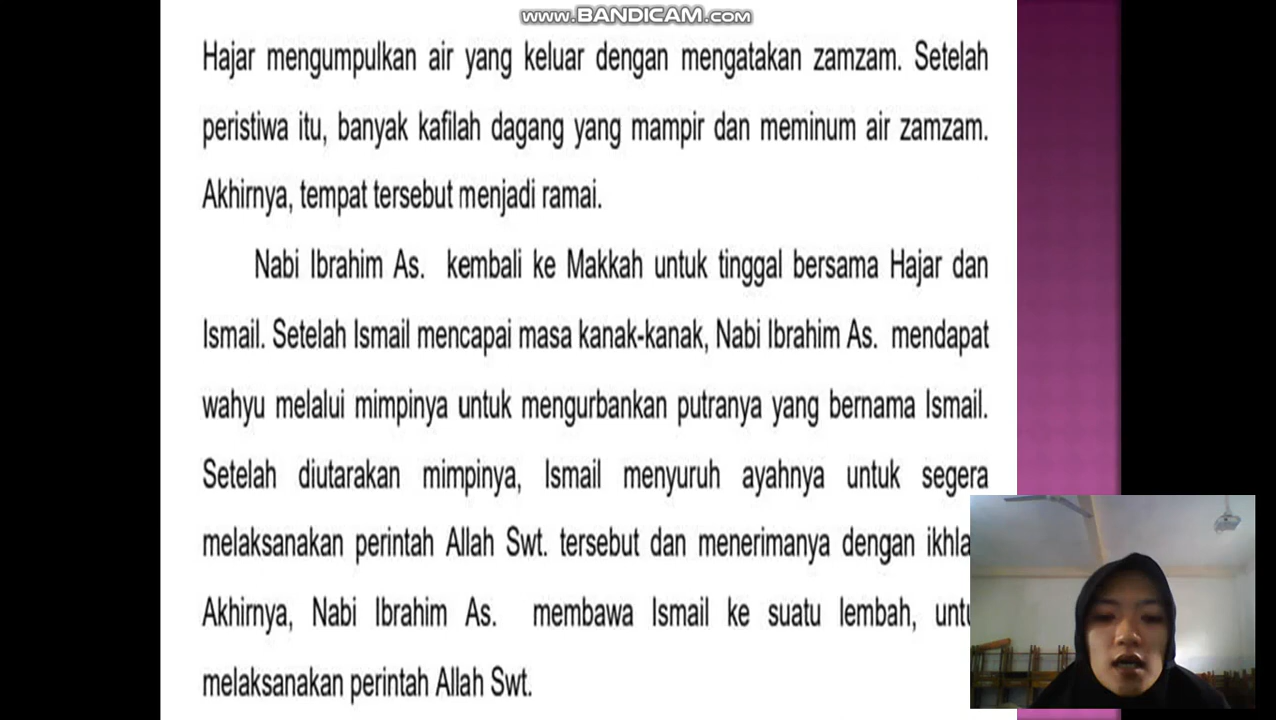 www.BANDICAM.com
Hajar mengumpulkan air yang keluar dengan mengatakan zamzam. Setelah
peristiwa itu, banyak kafilah dagang yang mampir dan meminum air zamzam.
Akhirnya, tempat tersebut menjadi ramai.
Nabi Ibrahim As. kembali ke Makkah untuk tinggal bersama Hajar dan
Ismail. Setelah Ismail mencapai masa kanak-kanak, Nabi Ibrahim As. mendapat
wahyu melalui mimpinya untuk mengurbankan putranya yang bernama Ismail.
Setelah diutarakan mimpinya, Ismail menyuruh ayahnya untuk segera
melaksanakan perintah Allah Swt. tersebut dan menerimanya dengan
Akhirnya, Nabi Ibrahim As. membawa Ismail ke suatu lembah,
melaksanakan perintah Allah Swt.